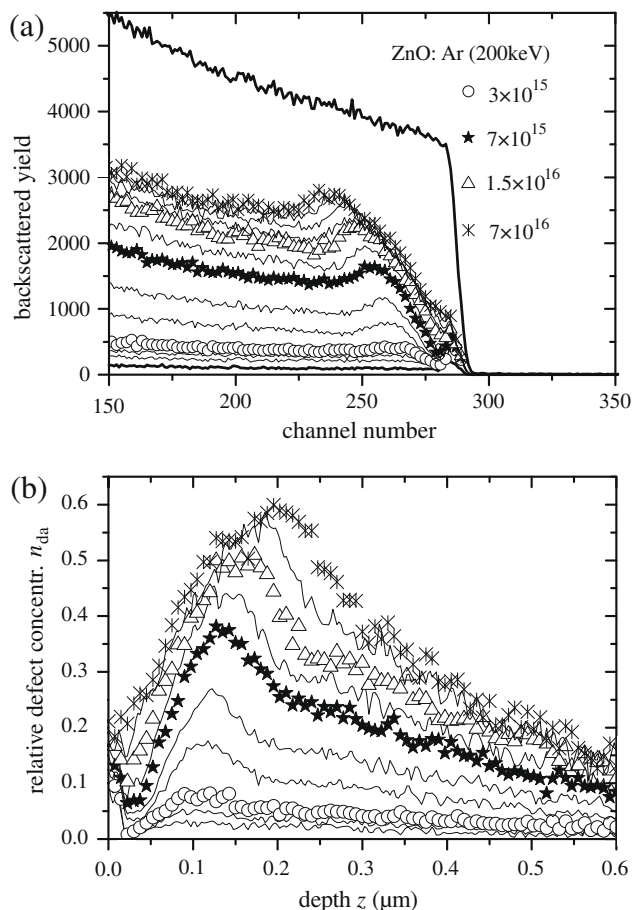 (a)
5000
4000
3000
2000
1000
0
backscattered yield
ZnO: Ar (200keV)
3×10¹⁵
7×10¹⁵
1.5×10¹⁶
7×10¹⁶
150 200 250 300 350
channel number
(b)
0.6
0.5
0.4
0.3
0.2
0.1
0.0
relative defect concentr. n_da
0.0 0.1 0.2 0.3 0.4 0.5 0.6
depth z (μm)